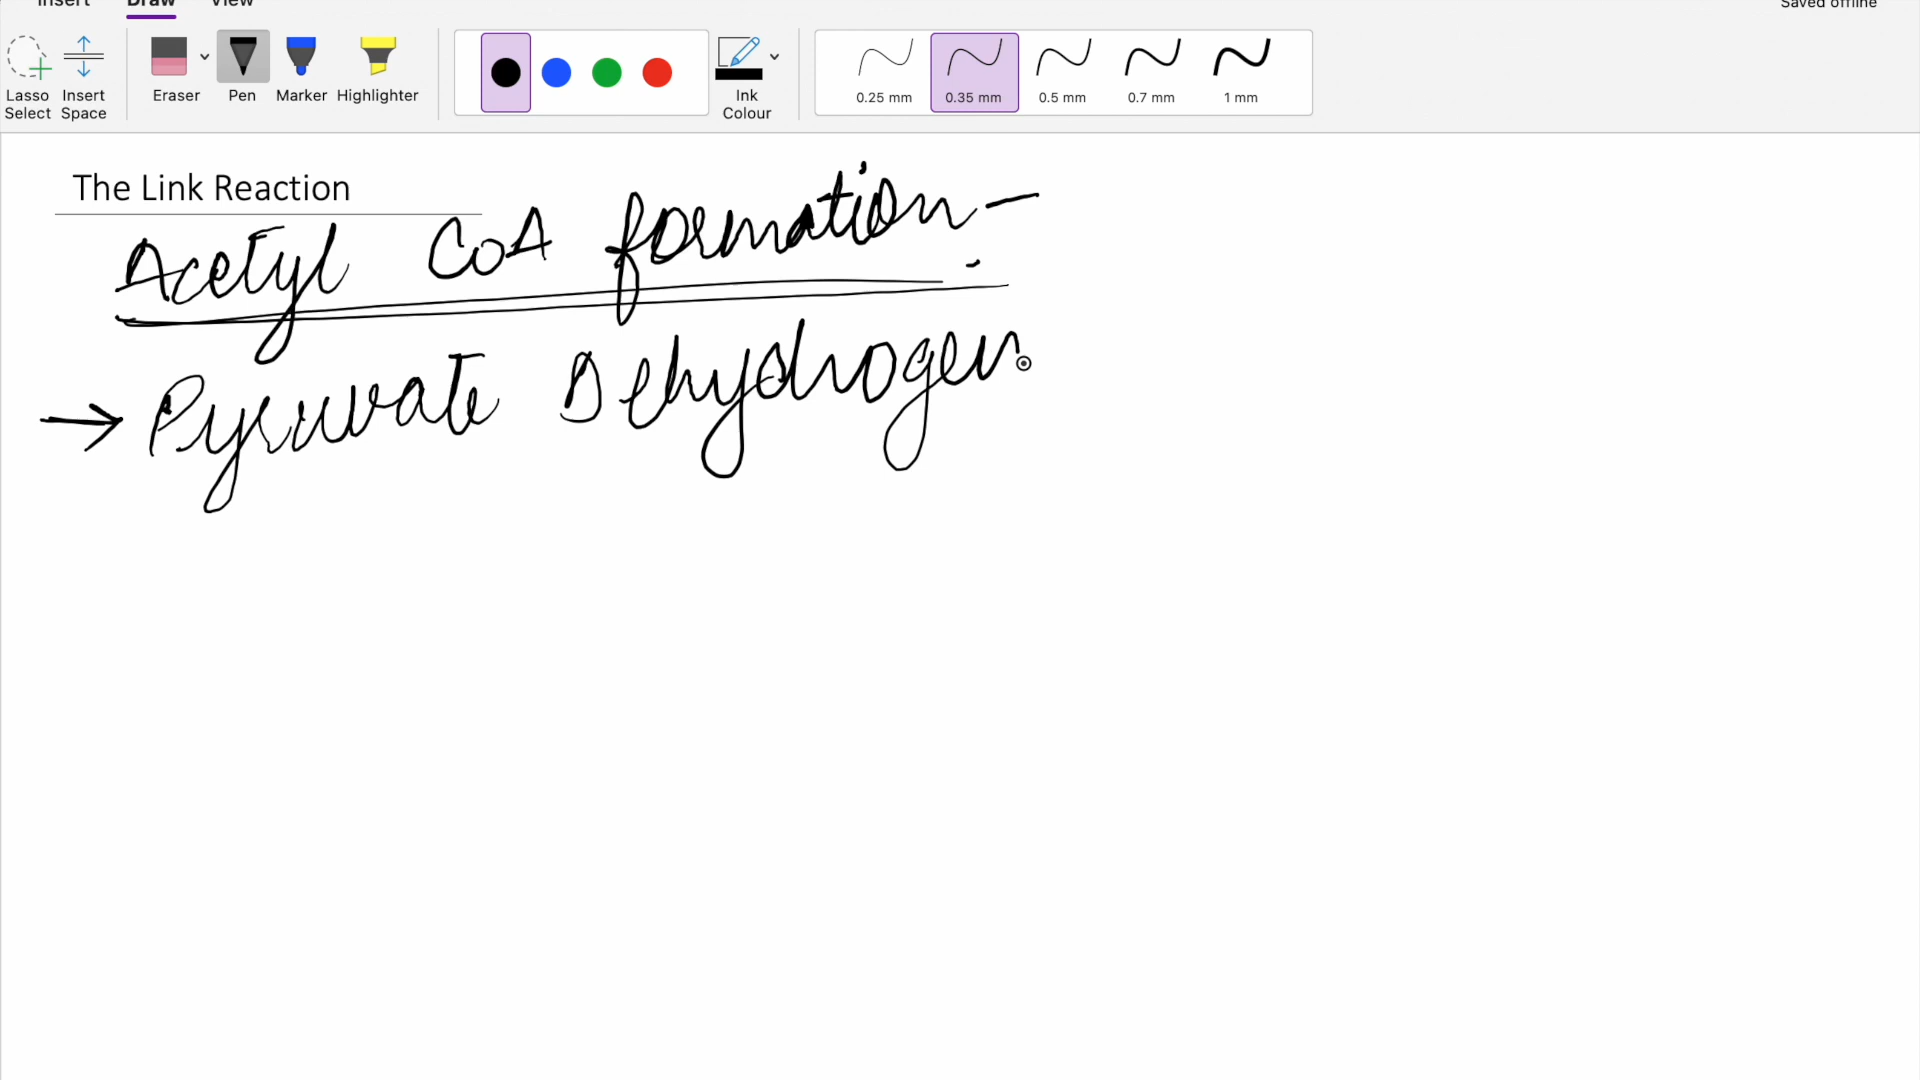 Insert Draw View Saved offline
Lasso Select Insert Space Eraser Pen Marker Highlighter Ink Colour 0.25 mm 0.35 mm 0.5 mm 0.7 mm 1 mm
The Link Reaction
Acetyl CoA formation-
→ Pyruvate Dehydrogen